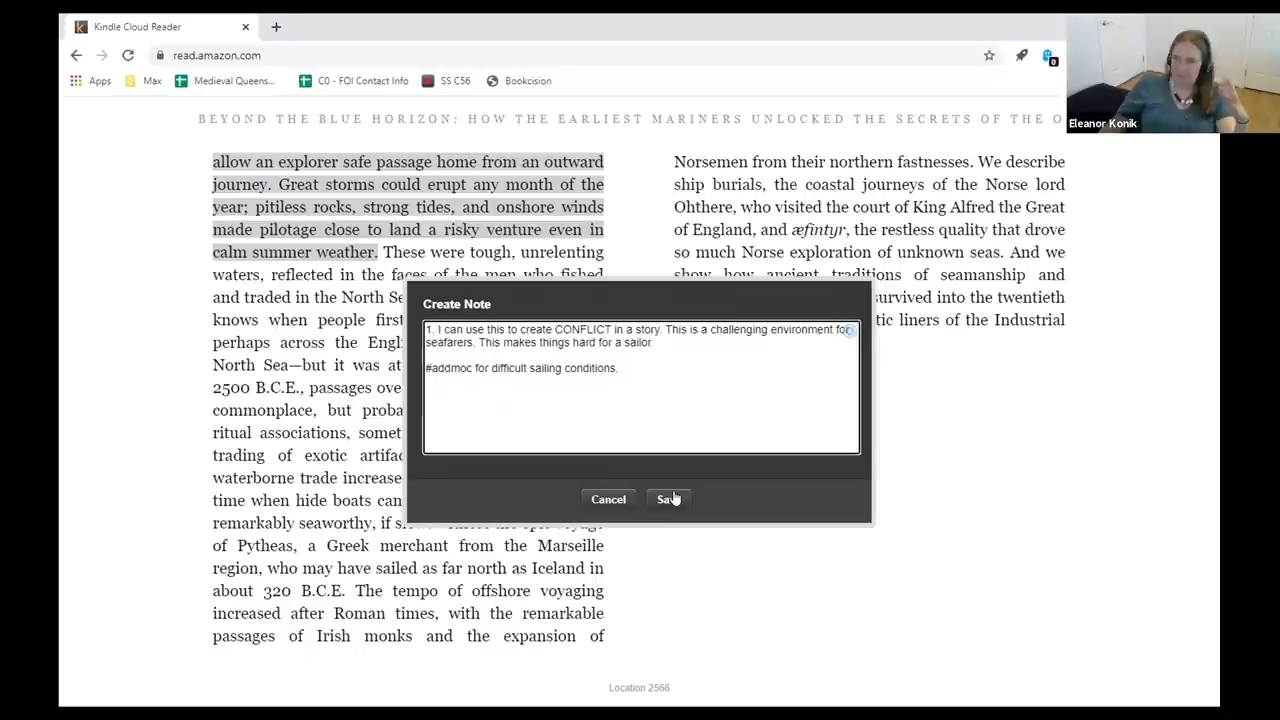 Kindle Cloud Reader
read.amazon.com
0
Apps Max Medieval Queens... C0 - FOI Contact Info SS C56 Bookcision
Eleanor Konik
BEYOND THE BLUE HORIZON: HOW THE EARLIEST MARINERS UNLOCKED THE SECRETS OF THE O
allow an explorer safe passage home from an outward
journey. Great storms could erupt any month of the
year; pitiless rocks, strong tides, and onshore winds
made pilotage close to land a risky venture even in
calm summer weather. These were tough, unrelenting
waters, reflected in the faces of the men who fished
and traded in the North Se
knows when people firs
perhaps across the Eng
North Sea—but it was at
2500 B.C.E., passages ove
commonplace, but proba
ritual associations, somet
trading of exotic artifa
waterborne trade increase
time when hide boats can
remarkably seaworthy, if
of Pytheas, a Greek merchant from the Marseille
region, who may have sailed as far north as Iceland in
about 320 B.C.E. The tempo of offshore voyaging
increased after Roman times, with the remarkable
passages of Irish monks and the expansion of
Norsemen from their northern fastnesses. We describe
ship burials, the coastal journeys of the Norse lord
Ohthere, who visited the court of King Alfred the Great
of England, and æfintyr, the restless quality that drove
so much Norse exploration of unknown seas. And we
show how ancient traditions of seamanship and
survived into the twentieth
tic liners of the Industrial
Create Note
1. I can use this to create CONFLICT in a story. This is a challenging environment for
seafarers. This makes things hard for a sailor.
#addmoc for difficult sailing conditions.
Cancel Save
Location 2566